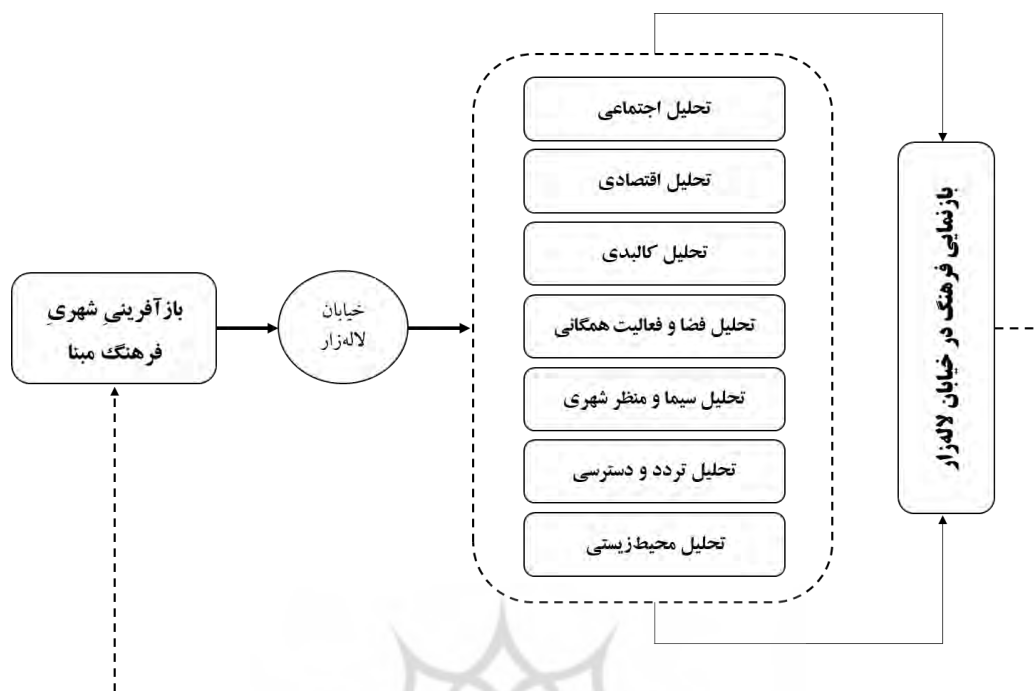 بازآفرینیِ شهریِ
فرهنگ مبنا
خیابان
لاله‌زار
تحلیل اجتماعی
تحلیل اقتصادی
تحلیل کالبدی
تحلیل فضا و فعالیت همگانی
تحلیل سیما و منظر شهری
تحلیل تردد و دسترسی
تحلیل محیط‌زیستی
بازنمایی فرهنگ در خیابان لاله‌زار